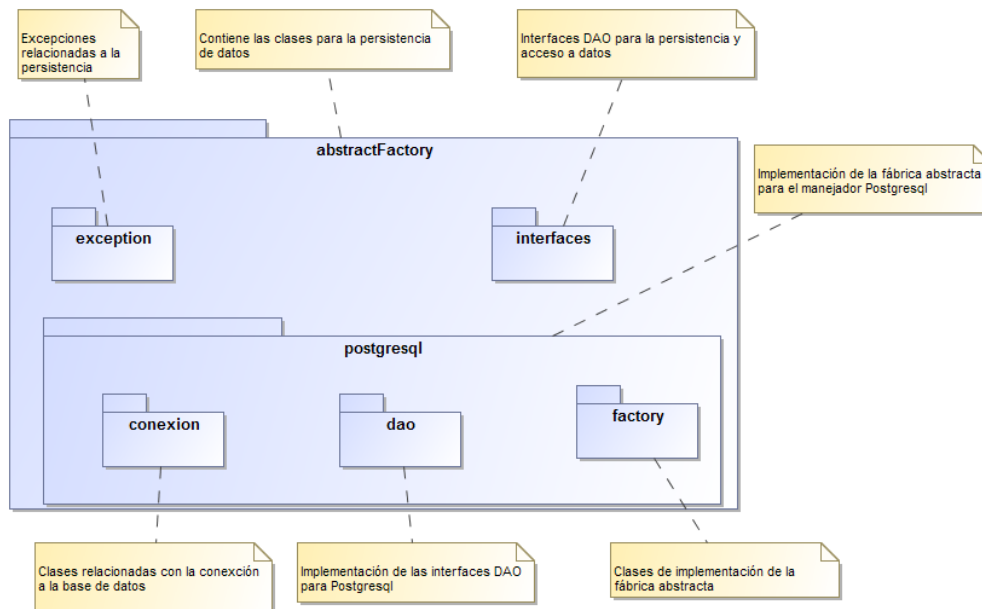 Excepciones
relacionadas a la
persistencia
Contiene las clases para la persistencia
de datos
Interfaces DAO para la persistencia y
acceso a datos
abstractFactory
Implementación de la fábrica abstracta
para el manejador Postgresql
exception
interfaces
postgresql
conexion
dao
factory
Clases relacionadas con la conexción
a la base de datos
Implementación de las interfaces DAO
para Postgresql
Clases de implementación de la
fábrica abstracta